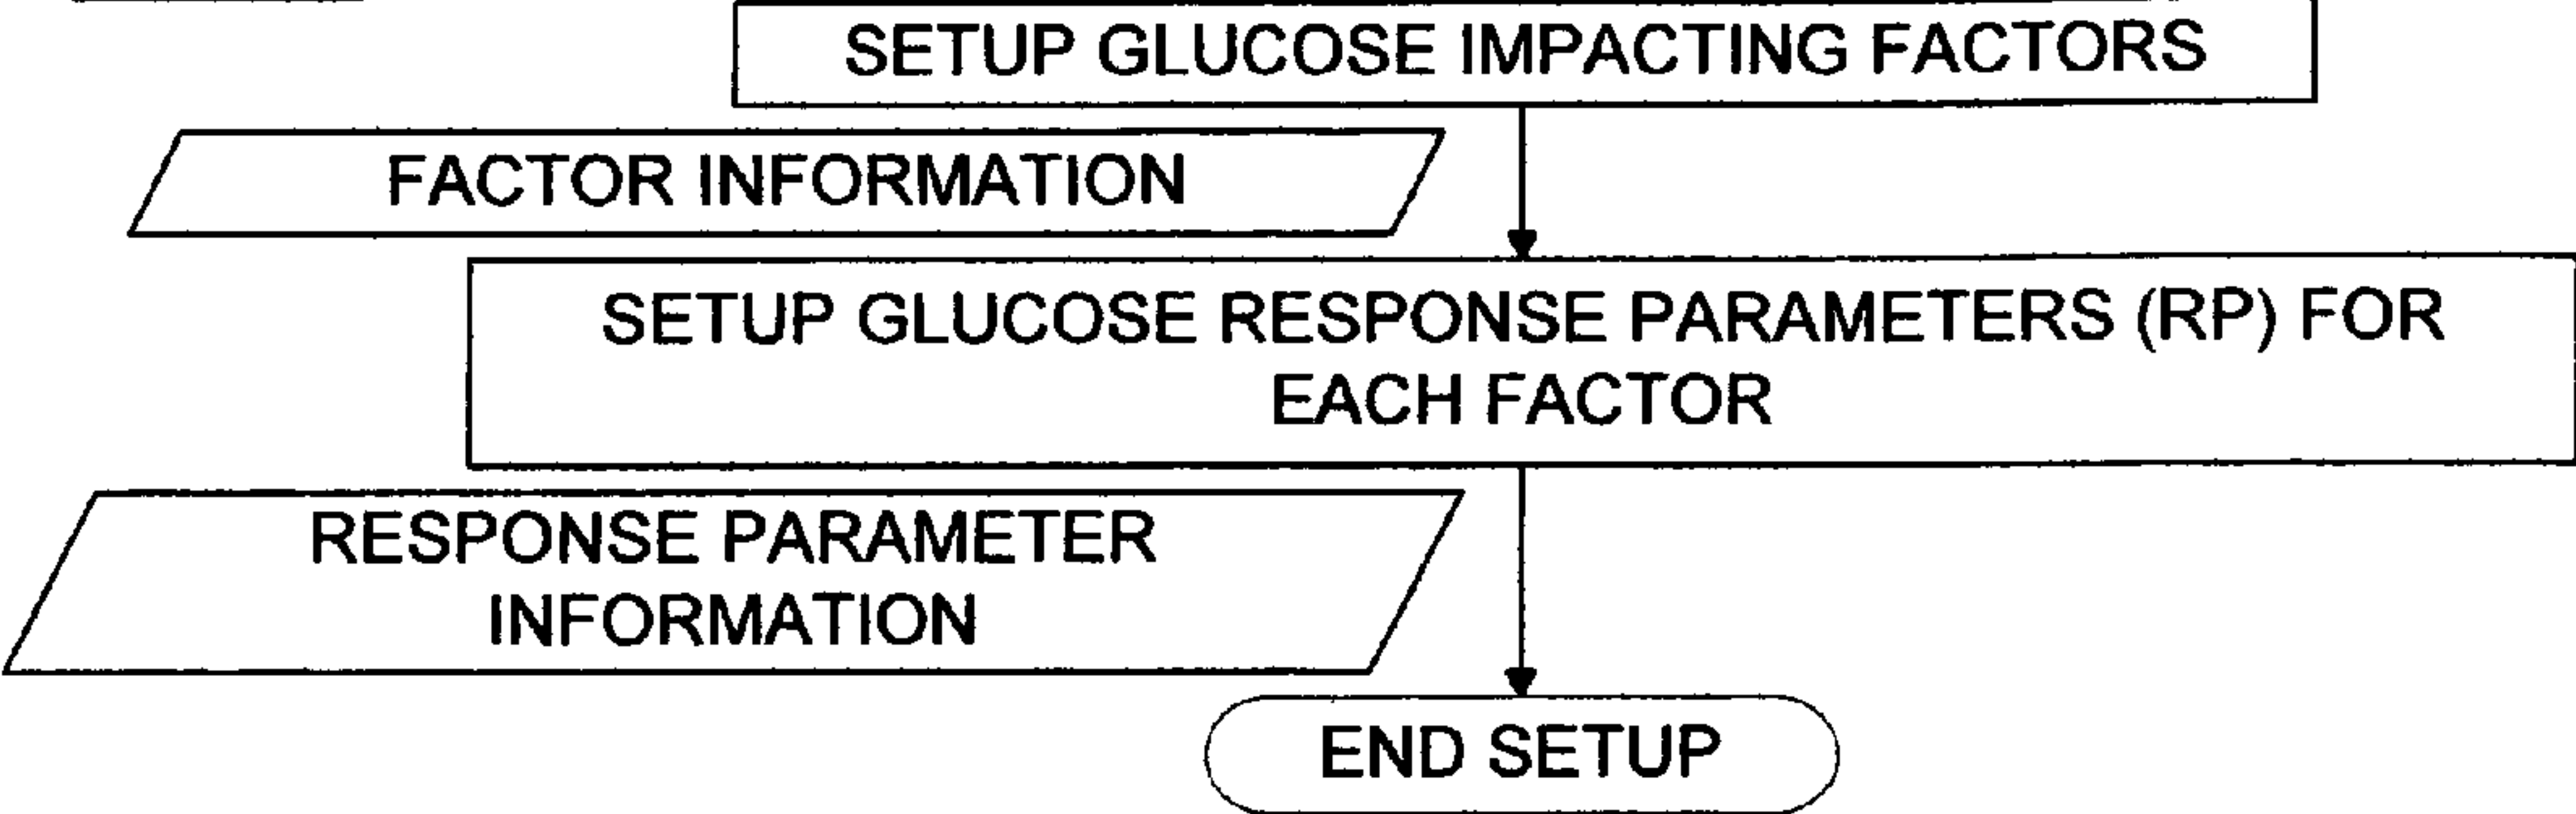 SETUP GLUCOSE IMPACTING FACTORS
FACTOR INFORMATION
SETUP GLUCOSE RESPONSE PARAMETERS (RP) FOR
EACH FACTOR
RESPONSE PARAMETER
INFORMATION
END SETUP